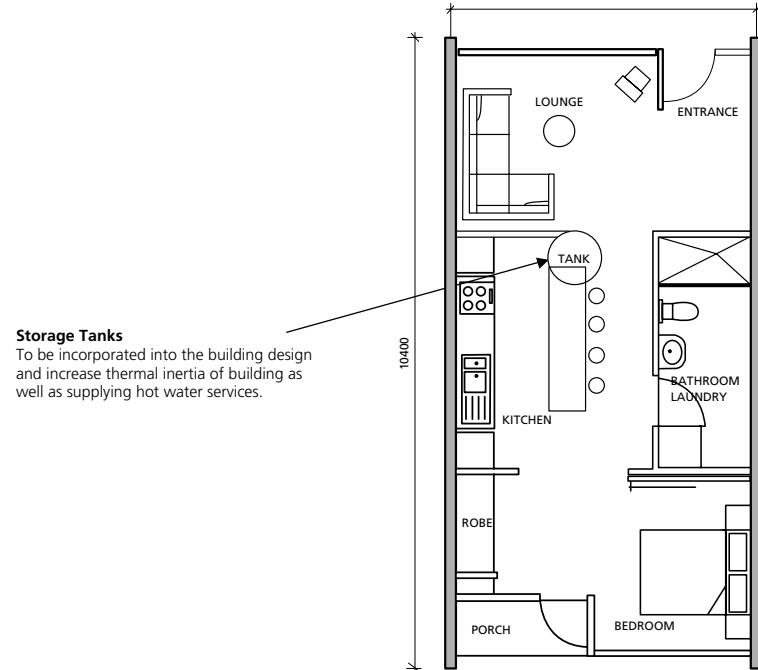 LOUNGE
ENTRANCE
TANK
Storage Tanks
To be incorporated into the building design
and increase thermal inertia of building as
well as supplying hot water services.
10400
BATHROOM
LAUNDRY
KITCHEN
ROBE
PORCH
BEDROOM